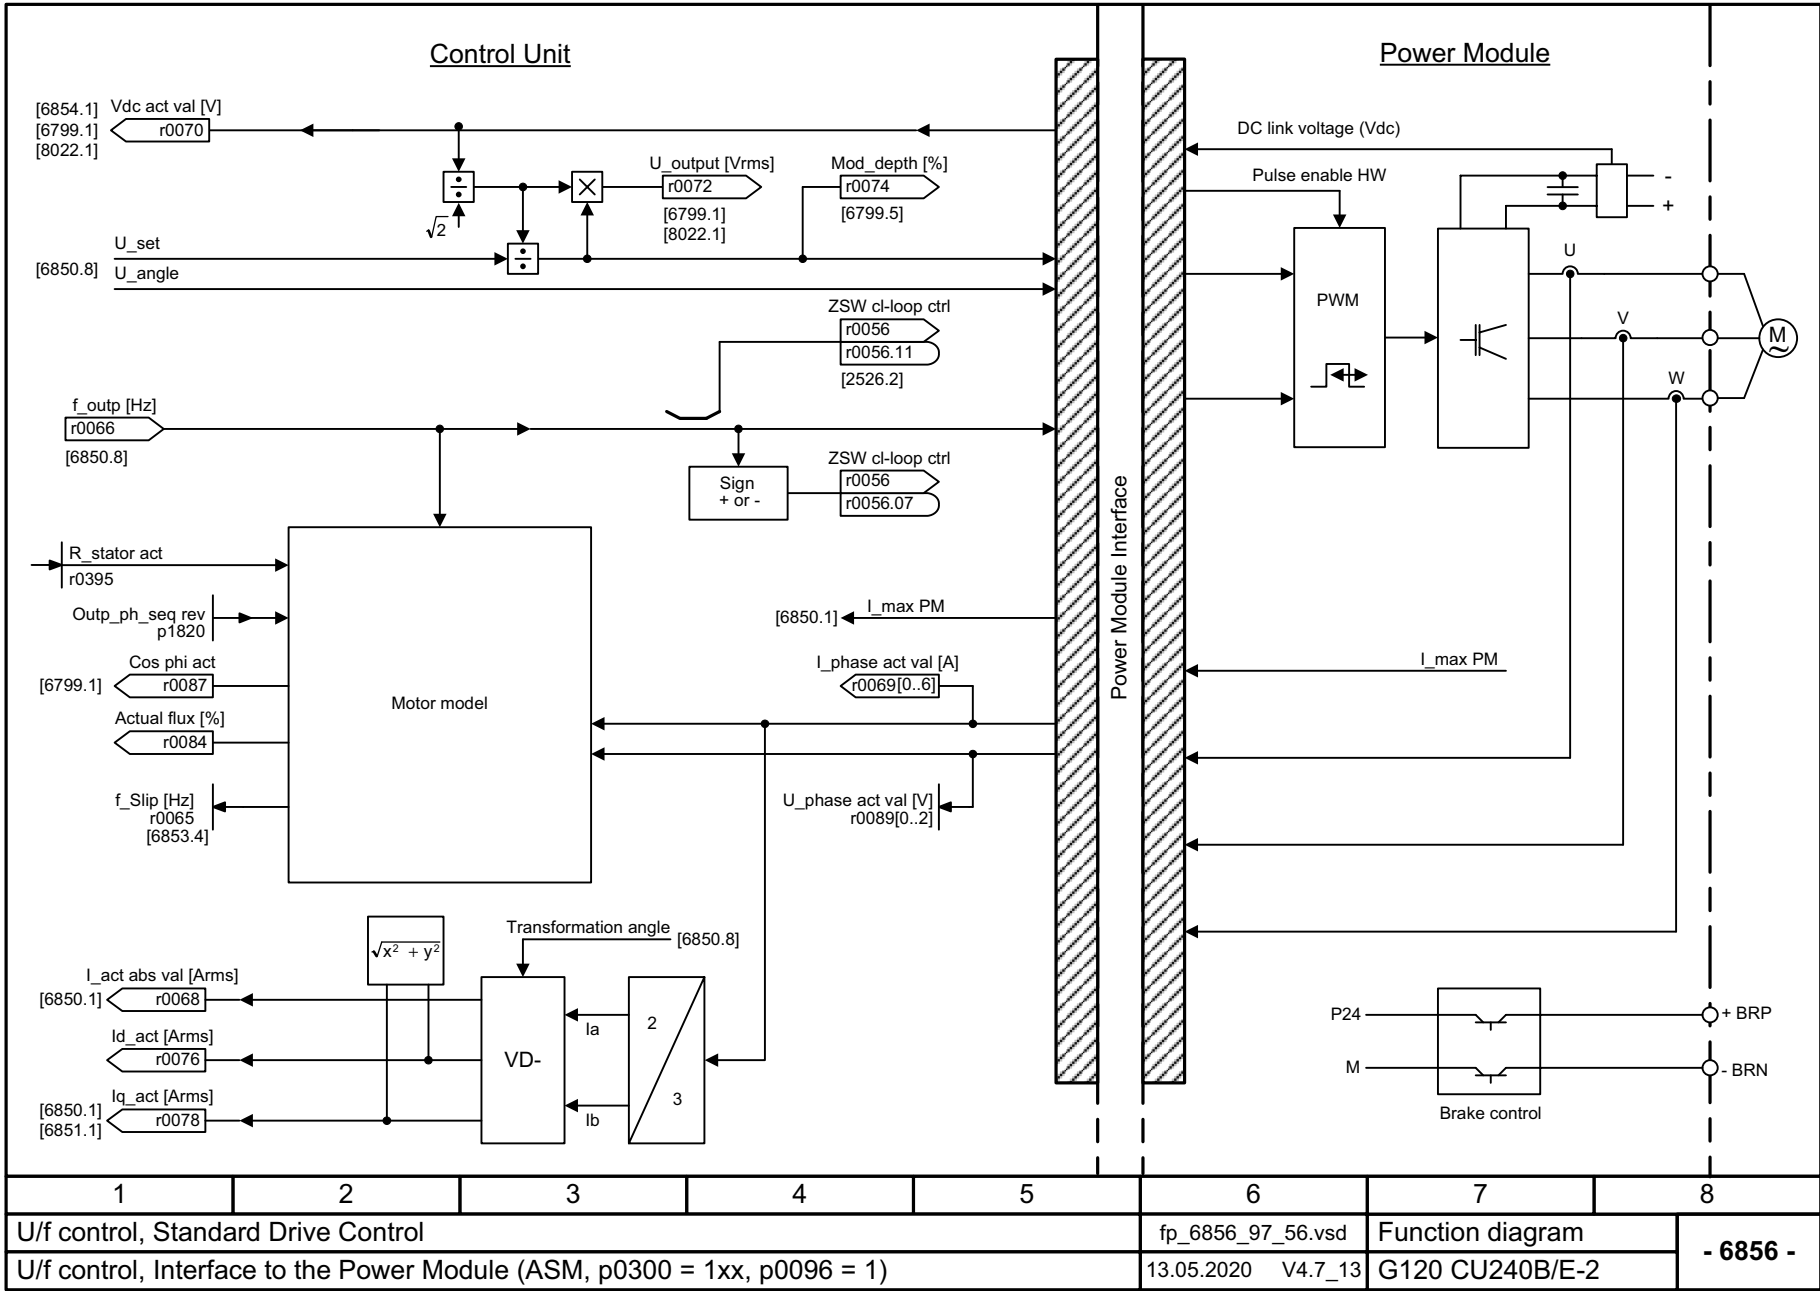 Control Unit
Power Module
[6854.1]
[6799.1]
[8022.1]
Vdc act val [V]
r0070
÷
√2
×
U_output [Vrms]
r0072
[6799.1]
[8022.1]
Mod_depth [%]
r0074
[6799.5]
U_set
[6850.8]
U_angle
÷
ZSW cl-loop ctrl
r0056
r0056.11
[2526.2]
f_outp [Hz]
r0066
[6850.8]
Sign
+ or -
ZSW cl-loop ctrl
r0056
r0056.07
R_stator act
r0395
Outp_ph_seq rev
p1820
Cos phi act
[6799.1]
r0087
Actual flux [%]
r0084
f_Slip [Hz]
r0065
[6853.4]
Motor model
[6850.1]
I_max PM
I_phase act val [A]
r0069[0..6]
U_phase act val [V]
r0089[0..2]
√x² + y²
Transformation angle
[6850.8]
I_act abs val [Arms]
[6850.1]
r0068
Id_act [Arms]
r0076
Iq_act [Arms]
[6850.1]
[6851.1]
r0078
VD-
Ia
Ib
2
3
Power Module Interface
DC link voltage (Vdc)
Pulse enable HW
-
+
PWM
U
V
W
M
~
I_max PM
P24
M
+ BRP
- BRN
Brake control
1 2 3 4 5 6 7 8
U/f control, Standard Drive Control
fp_6856_97_56.vsd
Function diagram
- 6856 -
U/f control, Interface to the Power Module (ASM, p0300 = 1xx, p0096 = 1)
13.05.2020 V4.7_13
G120 CU240B/E-2